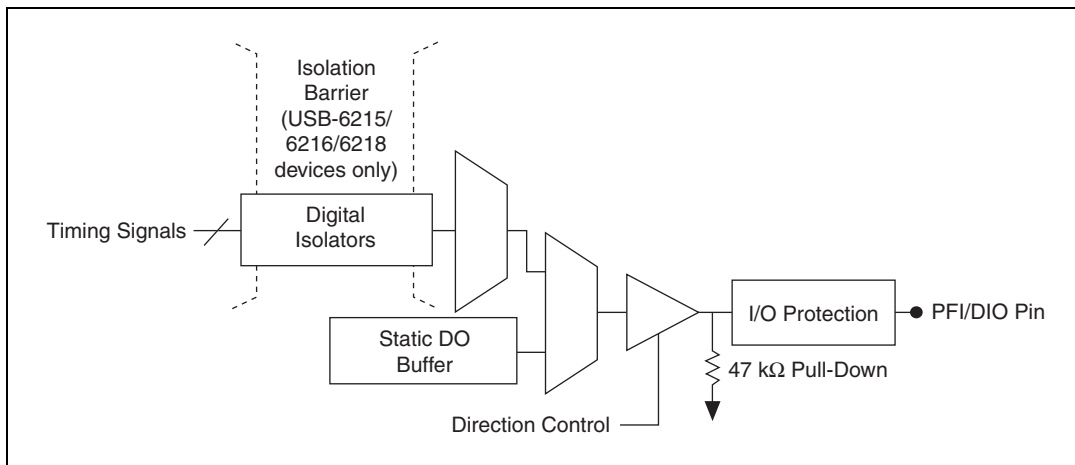 Isolation
Barrier
(USB-6215/
6216/6218
devices only)
Timing Signals
Digital
Isolators
Static DO
Buffer
I/O Protection
PFI/DIO Pin
47 kΩ Pull-Down
Direction Control